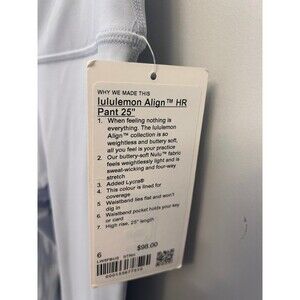 WHY WE MADE THIS
lululemon Align™ HR
Pant 25"
1. When feeling nothing is
everything. The lululemon
Align™ collection is so
weightless and buttery soft,
all you feel is your practice
2. Our buttery-soft Nulu™ fabric
feels weightlessly light and is
sweat-wicking and four-way
stretch
3. Added Lycra®
4. This colour is lined for
coverage
5. Waistband lies flat and won't
dig in
6. Waistband pocket holds your key
or card
7. High rise, 25" length
6 $98.00